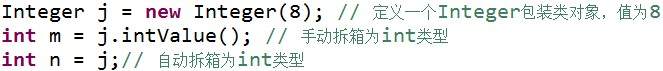 Integer j = new Integer(8); // 定义一个Integer包装类对象，值为8
int m = j.intValue(); // 手动拆箱为int类型
int n = j;// 自动拆箱为int类型